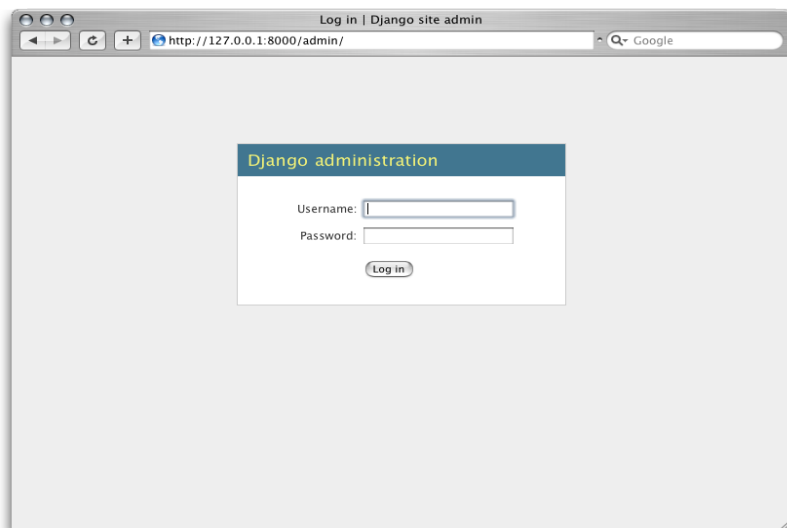 Log in | Django site admin
http://127.0.0.1:8000/admin/
Google
Django administration
Username:
Password:
Log in